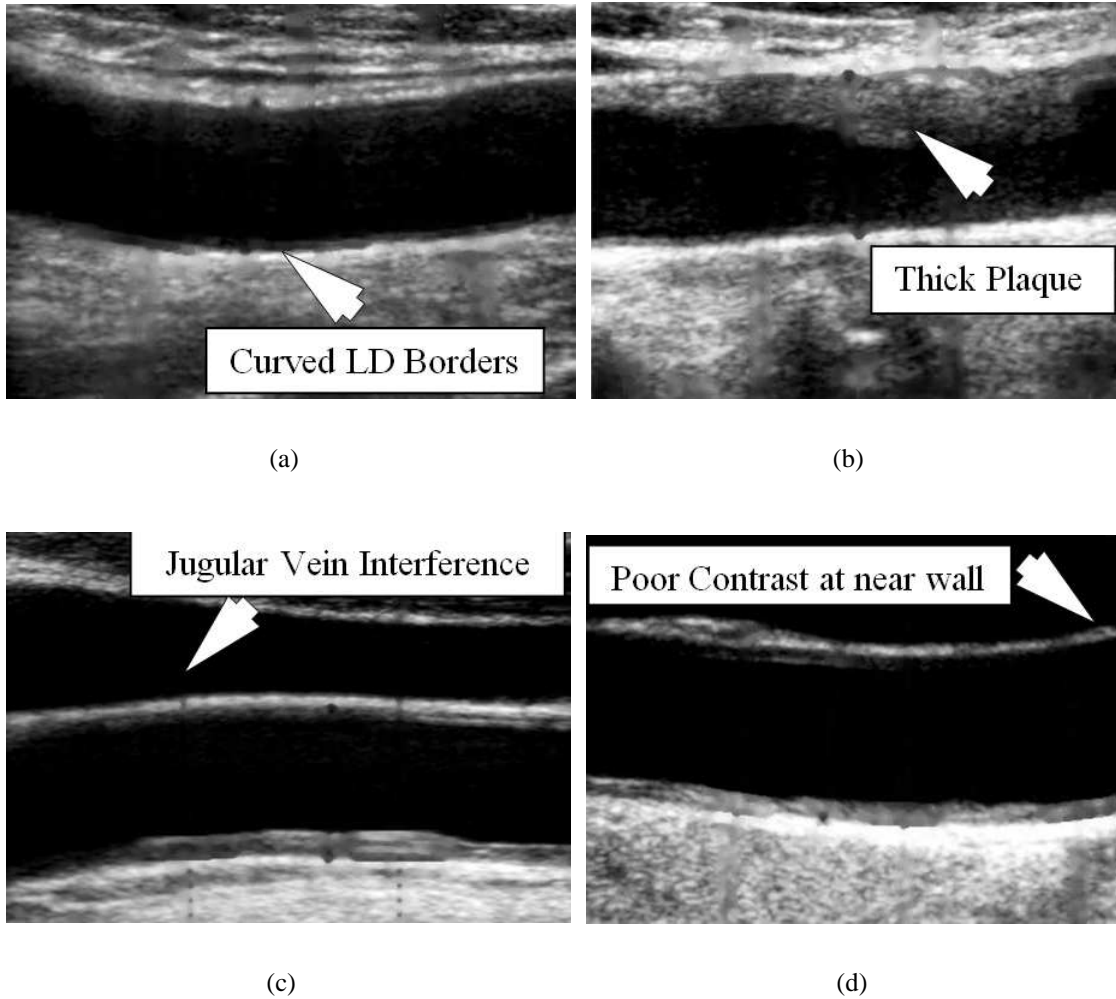 Curved LD Borders
Thick Plaque
(a)
(b)
Jugular Vein Interference
Poor Contrast at near wall
(c)
(d)